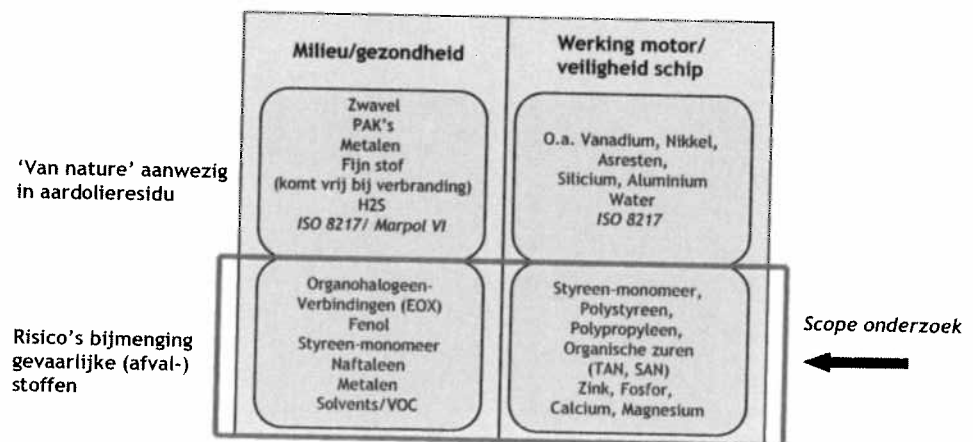 Milieu/gezondheid
Werking motor/
veiligheid schip
'Van nature' aanwezig
in aardolieresidu
Zwavel
PAK's
Metalen
Fijn stof
(komt vrij bij verbranding)
H2S
ISO 8217/ Marpol VI
O.a. Vanadium, Nikkel,
Asresten,
Silicium, Aluminium
Water
ISO 8217
Risico's bijmenging
gevaarlijke (afval-)
stoffen
Organohalogeen-
Verbindingen (EOX)
Fenol
Styreen-monomeer
Naftaleen
Metalen
Solvents/VOC
Styreen-monomeer,
Polystyreen,
Polypropyleen,
Organische zuren
(TAN, SAN)
Zink, Fosfor,
Calcium, Magnesium
Scope onderzoek